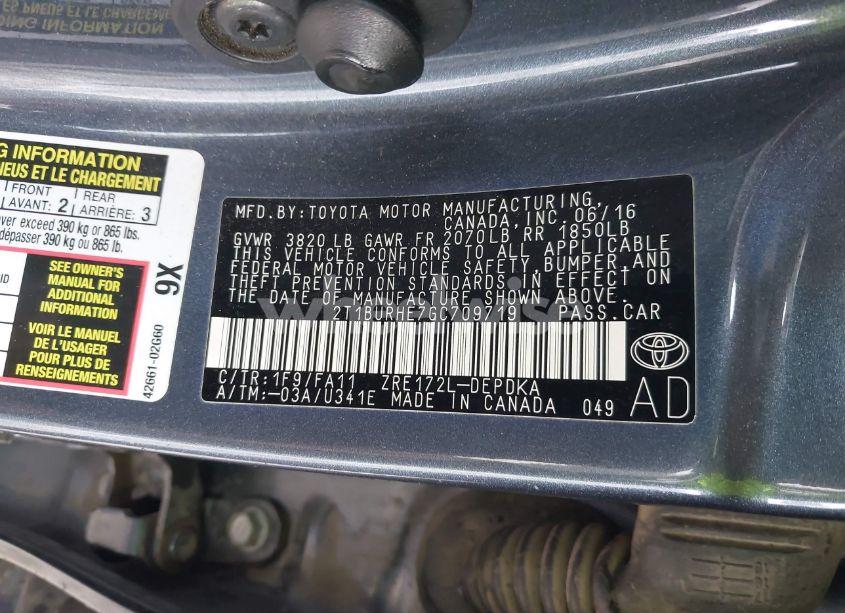 G INFORMATION
NEUS ET LE CHARGEMENT
FRONT
AVANT: 2
REAR
ARRIÈRE: 3
ver exceed 390 kg or 865 lbs.
dépasser 390 kg ou 865 lb.
SEE OWNER'S
MANUAL FOR
ADDITIONAL
INFORMATION
VOIR LE MANUEL
DE L'USAGER
POUR PLUS DE
RENSEIGNEMENTS
9X
42661-02G60
MFD. BY: TOYOTA MOTOR MANUFACTURING,
CANADA, INC. 06/16
GVWR 3820 LB GAWR FR 2070LB RR 1850LB
THIS VEHICLE CONFORMS TO ALL APPLICABLE
FEDERAL MOTOR VEHICLE SAFETY, BUMPER, AND
THEFT PREVENTION STANDARDS IN EFFECT ON
THE DATE OF MANUFACTURE SHOWN ABOVE.
2T1BURHE7GC709719 PASS.CAR
C/TR:1F9/FA11 ZRE172L-DEPDKA
A/TM:-03A/U341E MADE IN CANADA 049
AD